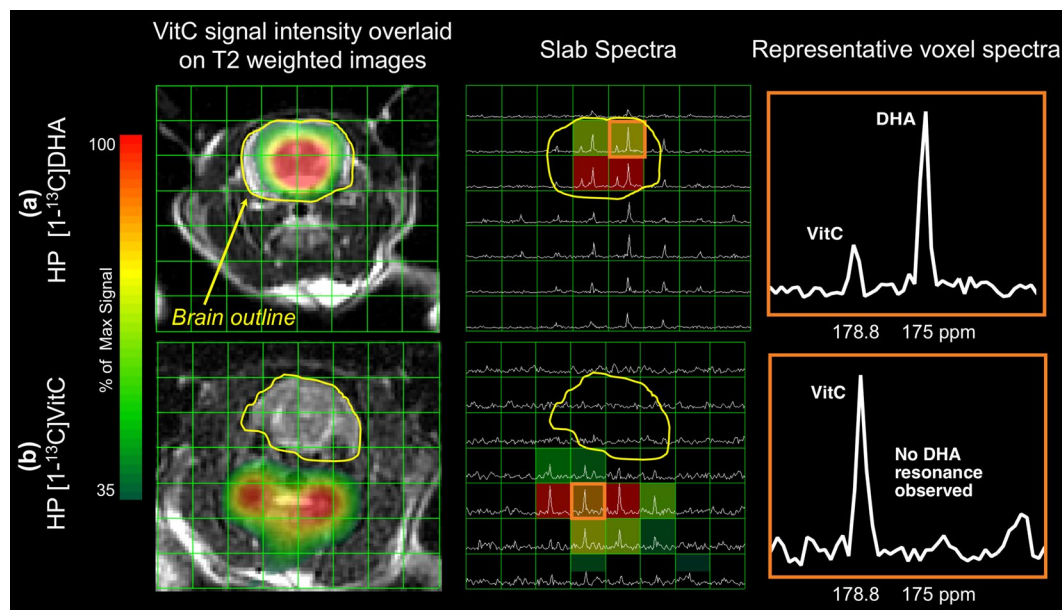 VitC signal intensity overlaid
on T2 weighted images
Slab Spectra
Representative voxel spectra
(a)
HP [1-¹³C]DHA
100
% of Max Signal
35
Brain outline
DHA
VitC
178.8 175 ppm
(b)
HP [1-¹³C]VitC
VitC
No DHA
resonance
observed
178.8 175 ppm